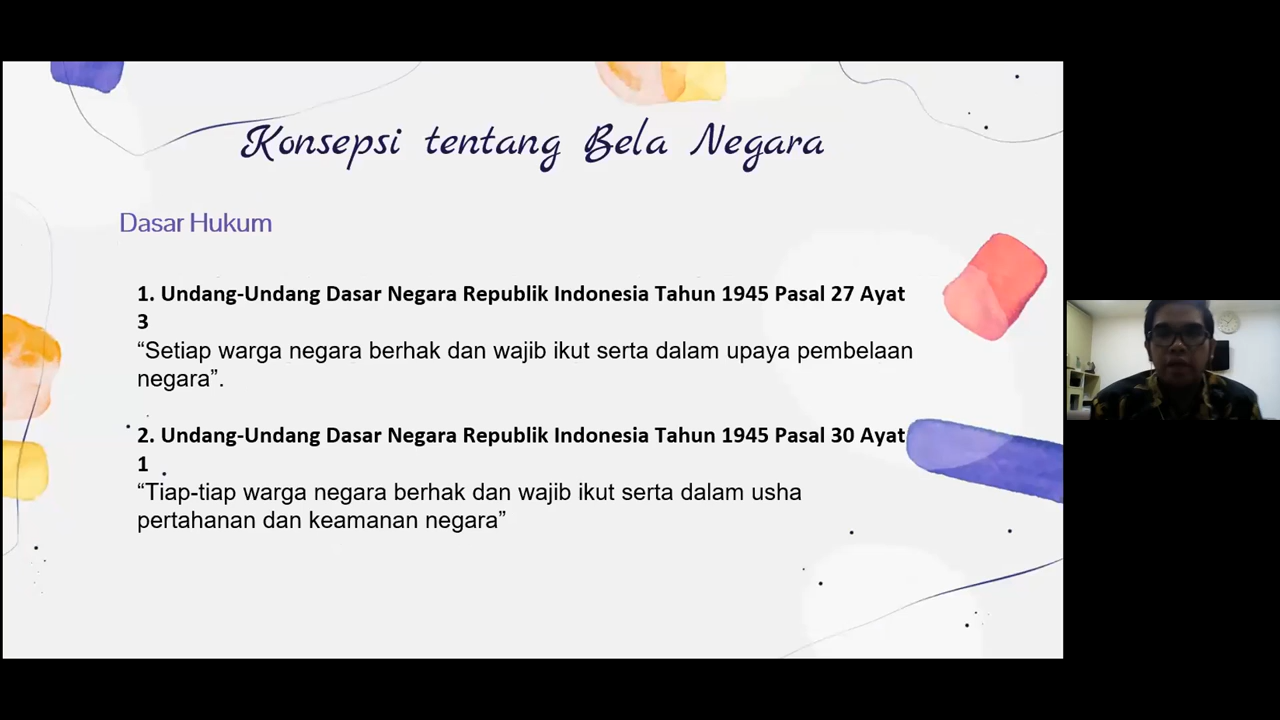 Konsepsi tentang Bela Negara
Dasar Hukum
1. Undang-Undang Dasar Negara Republik Indonesia Tahun 1945 Pasal 27 Ayat
3
“Setiap warga negara berhak dan wajib ikut serta dalam upaya pembelaan
negara”.
2. Undang-Undang Dasar Negara Republik Indonesia Tahun 1945 Pasal 30 Ayat
1
“Tiap-tiap warga negara berhak dan wajib ikut serta dalam usha
pertahanan dan keamanan negara”